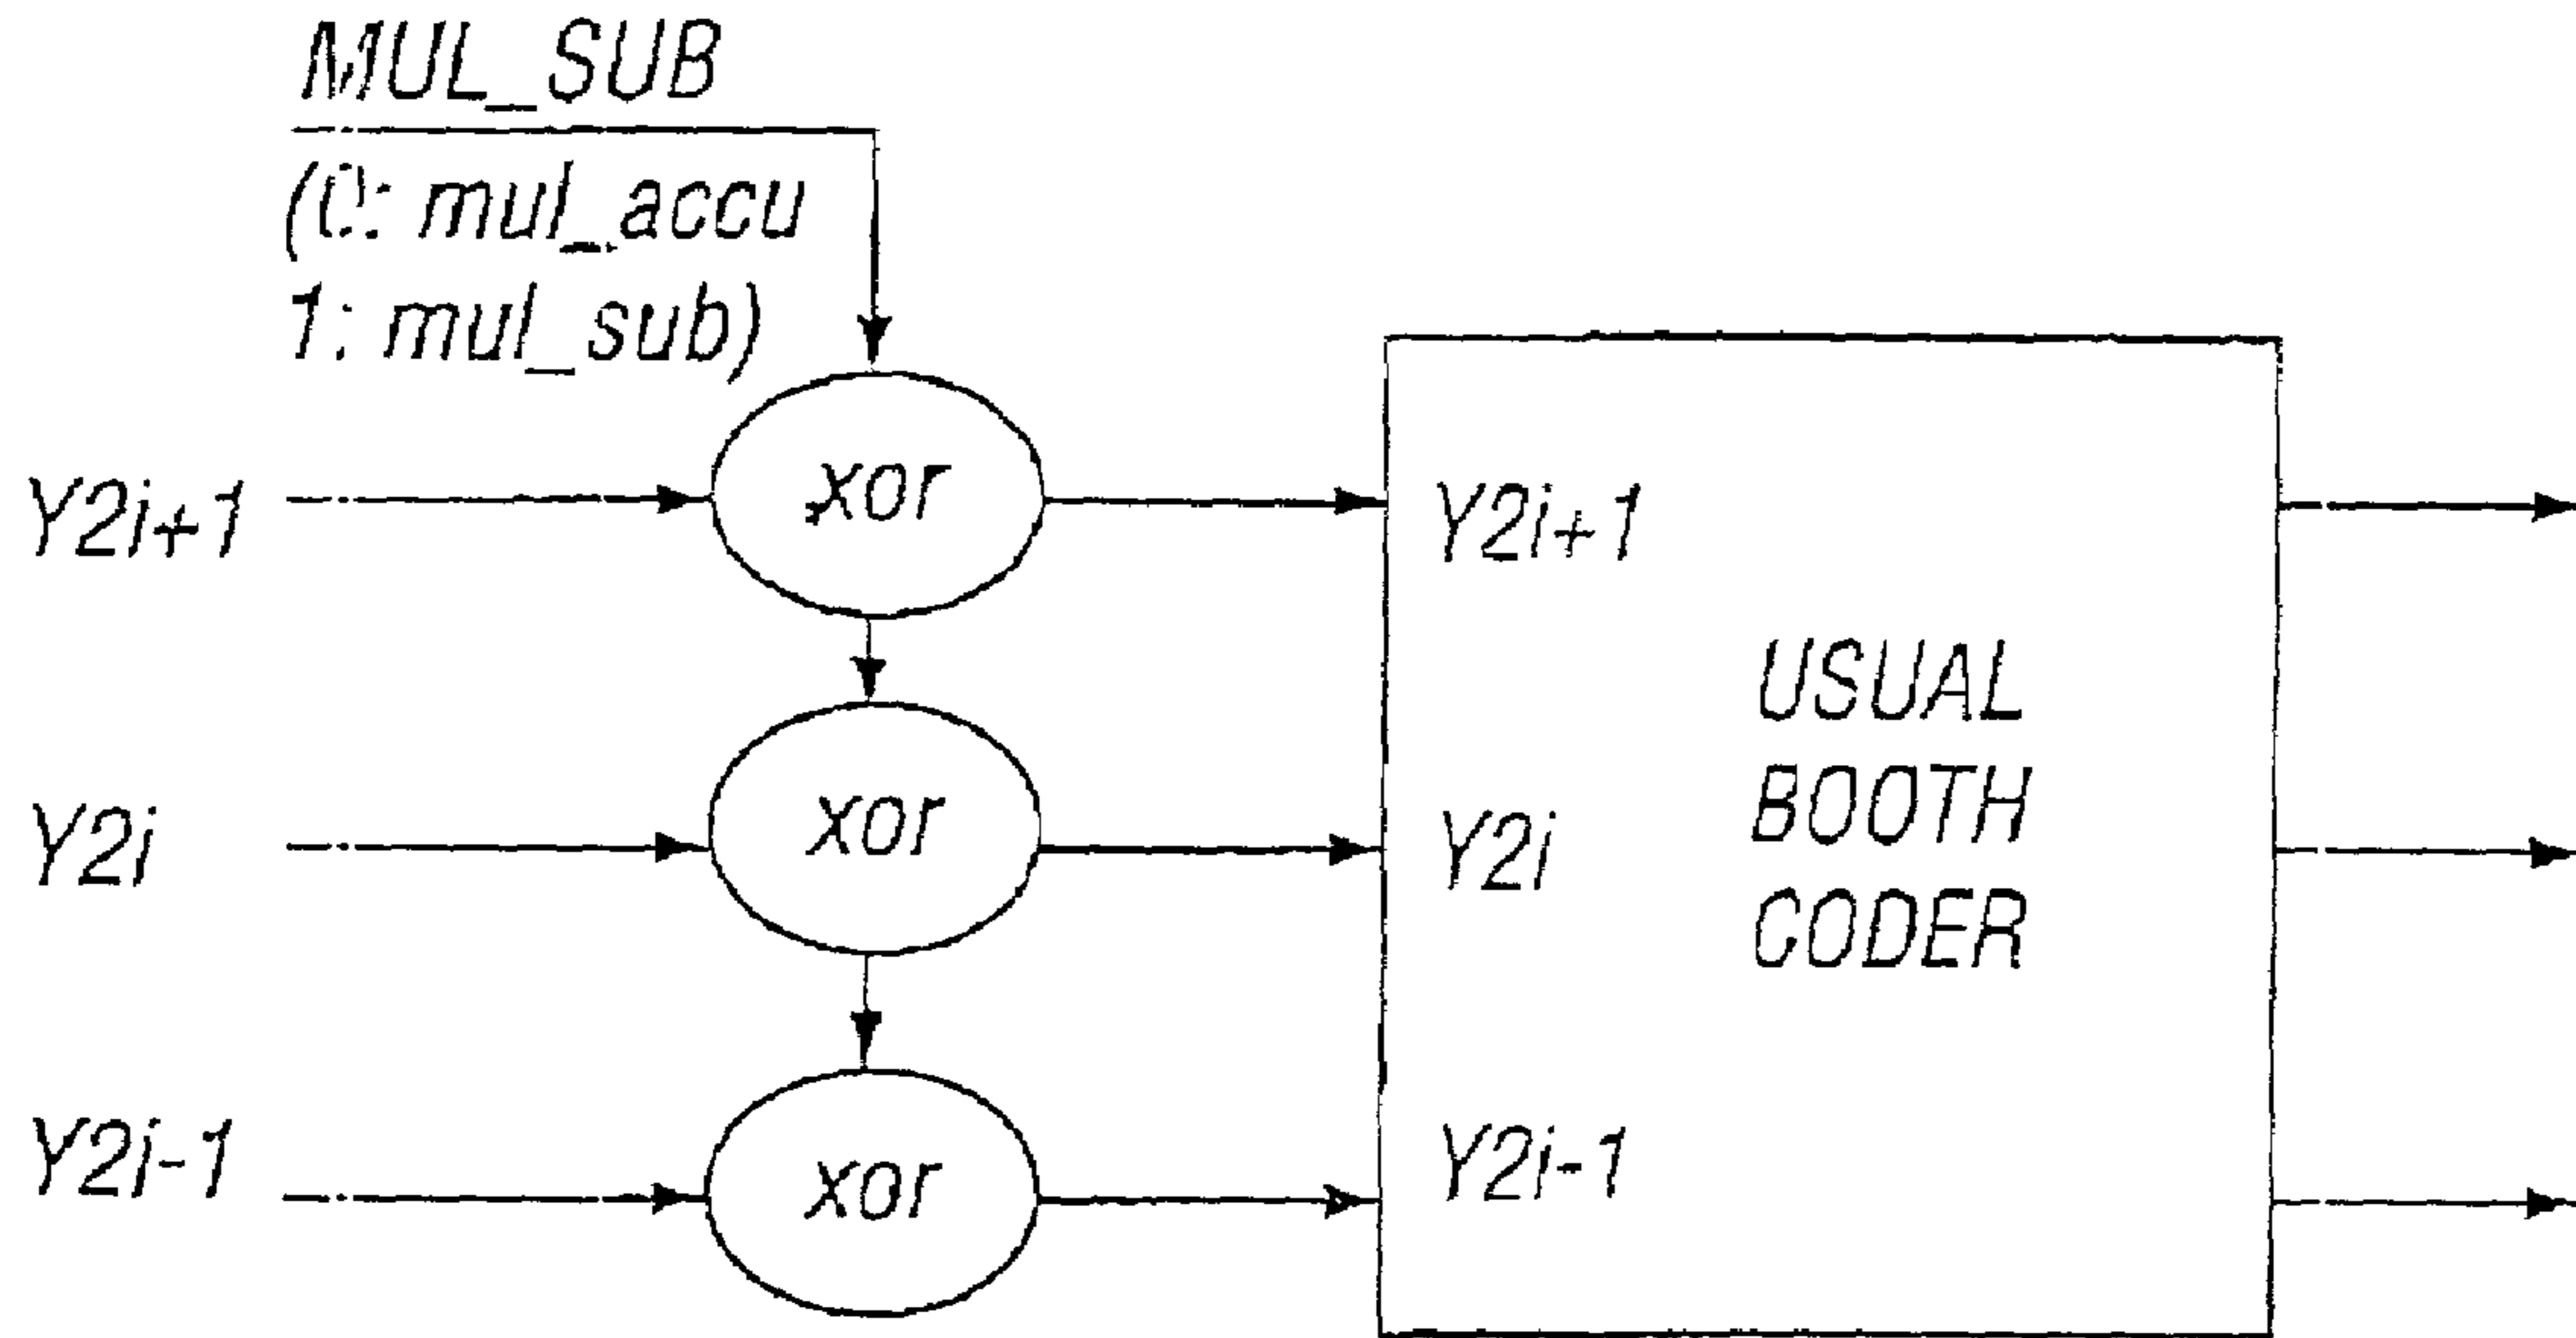 MUL_SUB
(0: mul_accu
1: mul_sub)
Y2i+1
xor
Y2i+1
Y2i
xor
Y2i
Y2i-1
xor
Y2i-1
USUAL
BOOTH
CODER